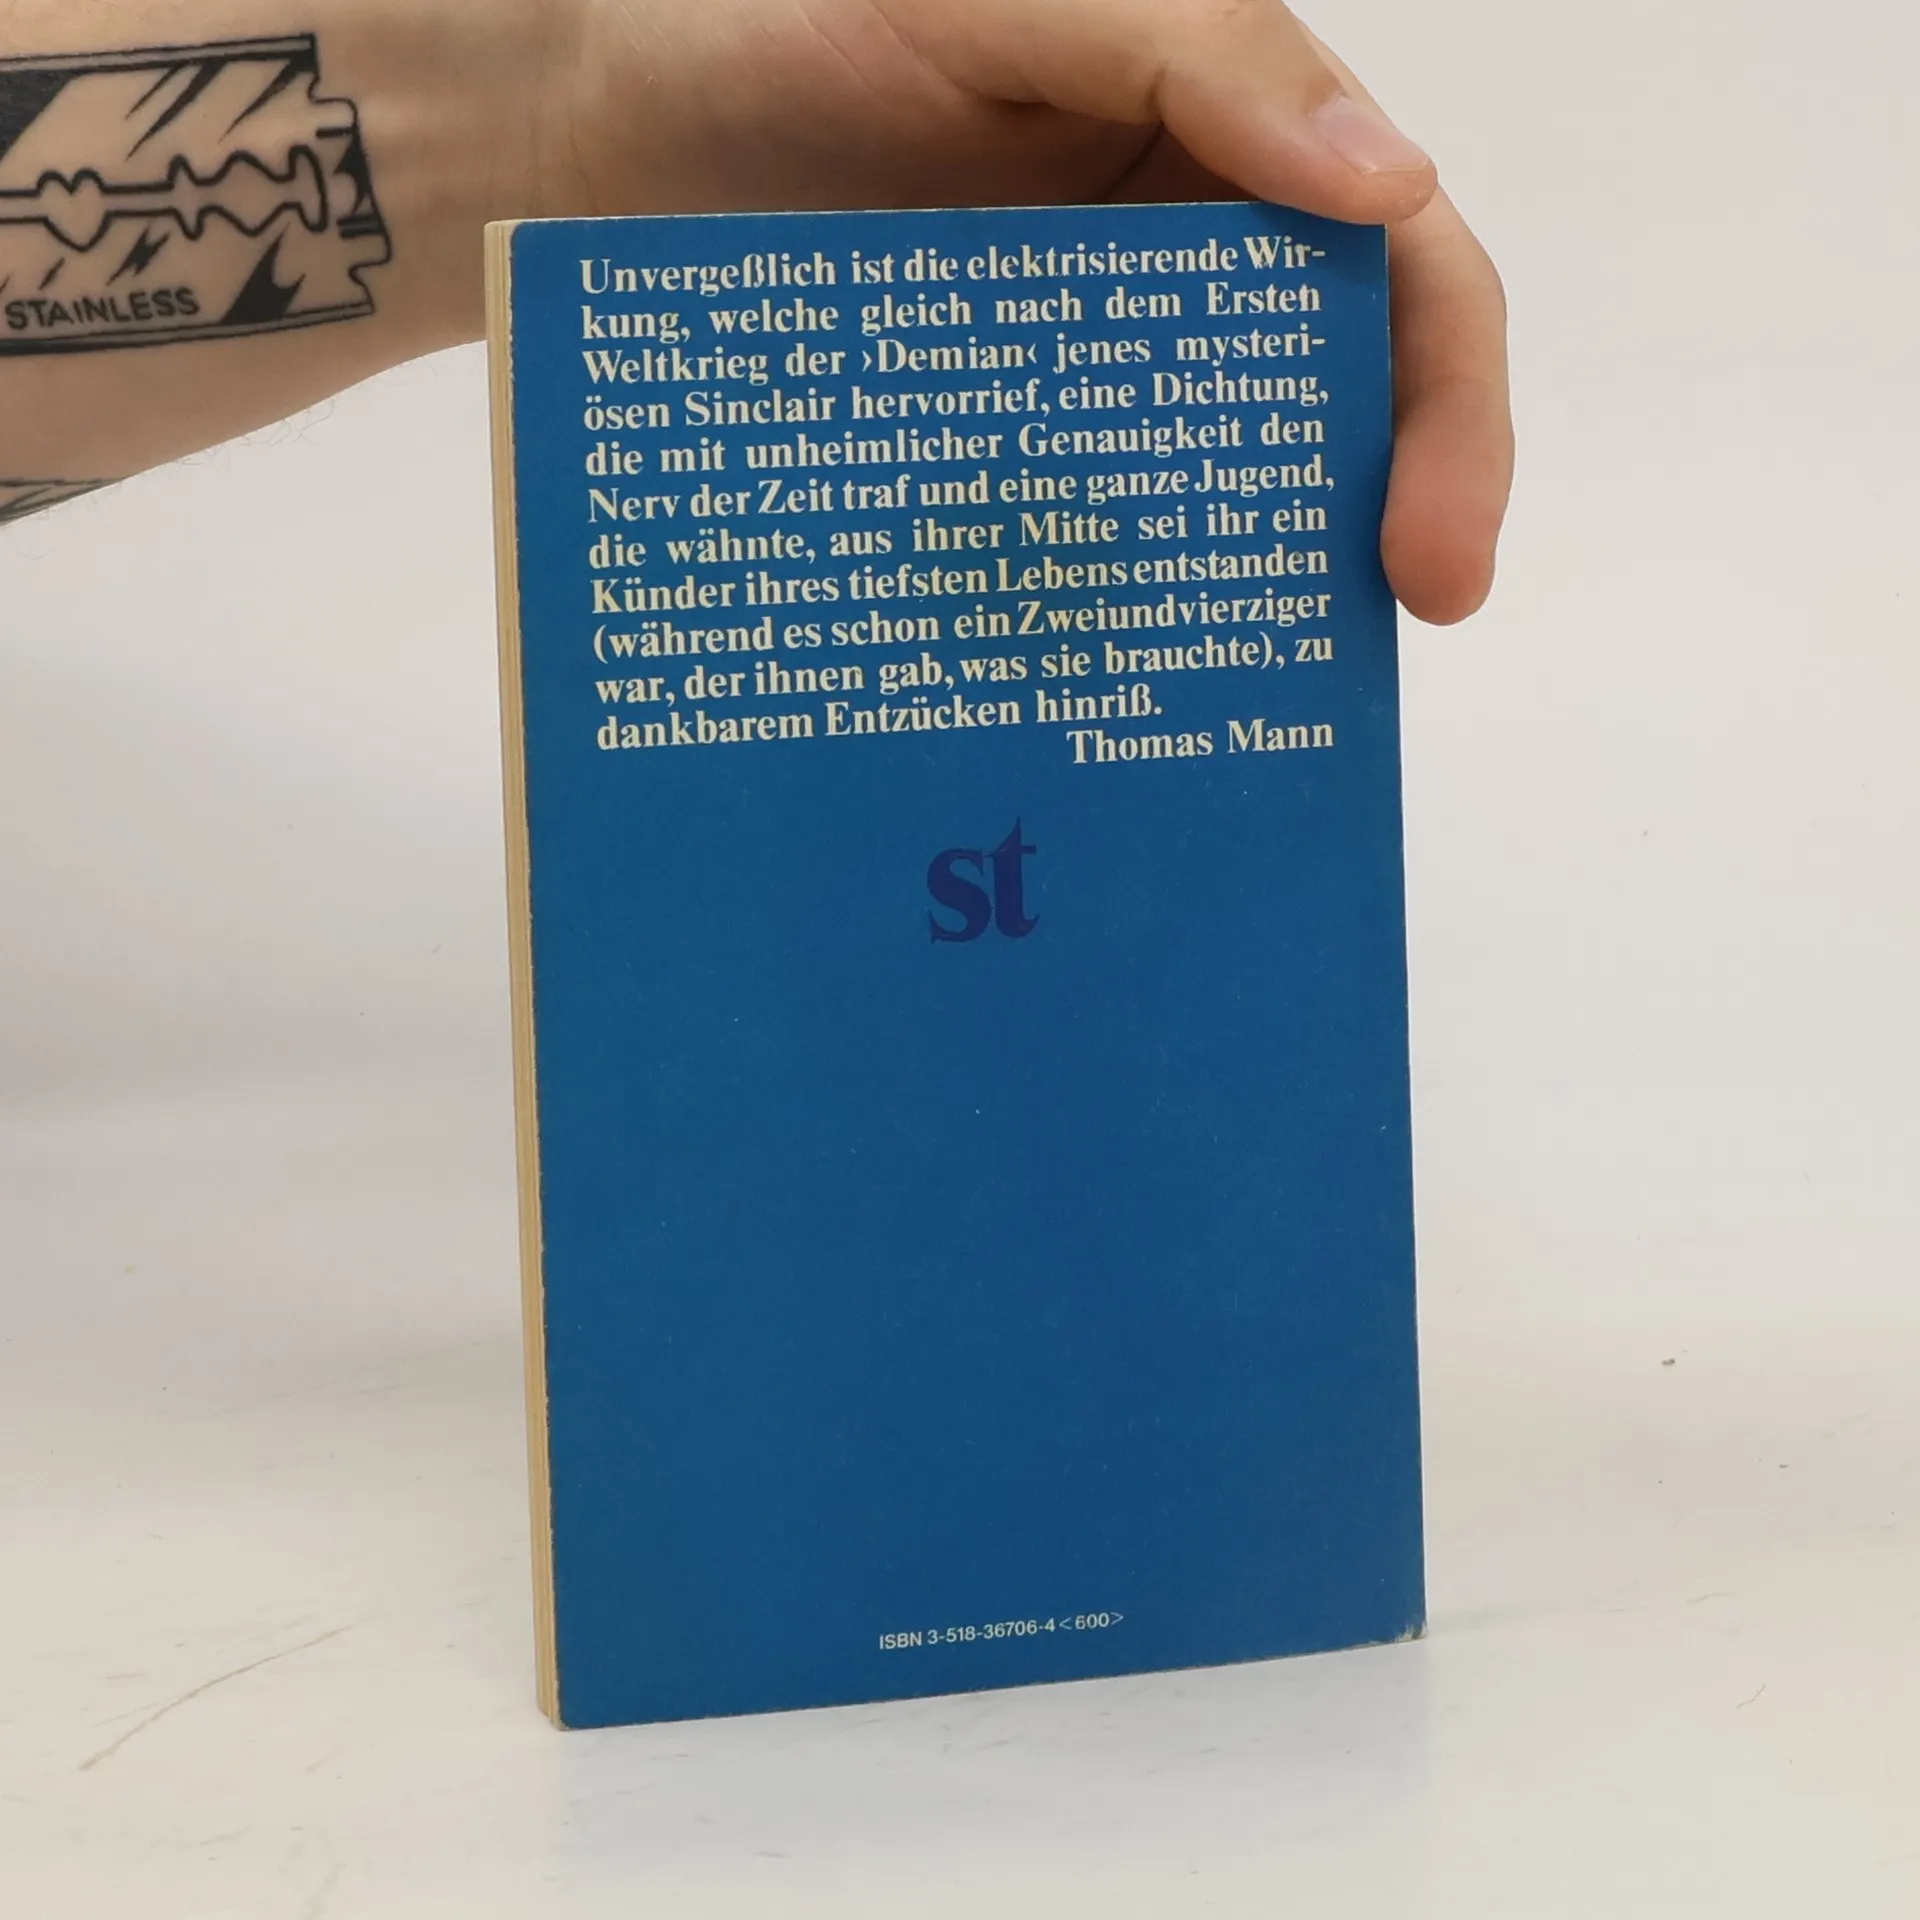 STAINLESS
Unvergeßlich ist die elektrisierende Wir-
kung, welche gleich nach dem Ersten
Weltkrieg der ›Demian‹ jenes mysteri-
ösen Sinclair hervorrief, eine Dichtung,
die mit unheimlicher Genauigkeit den
Nerv der Zeit traf und eine ganze Jugend,
die wähnte, aus ihrer Mitte sei ihr ein
Künder ihres tiefsten Lebens entstanden
(während es schon ein Zweiundvierziger
war, der ihnen gab, was sie brauchte), zu
dankbarem Entzücken hinriß.
Thomas Mann
st
ISBN 3-518-36706-4 <600>